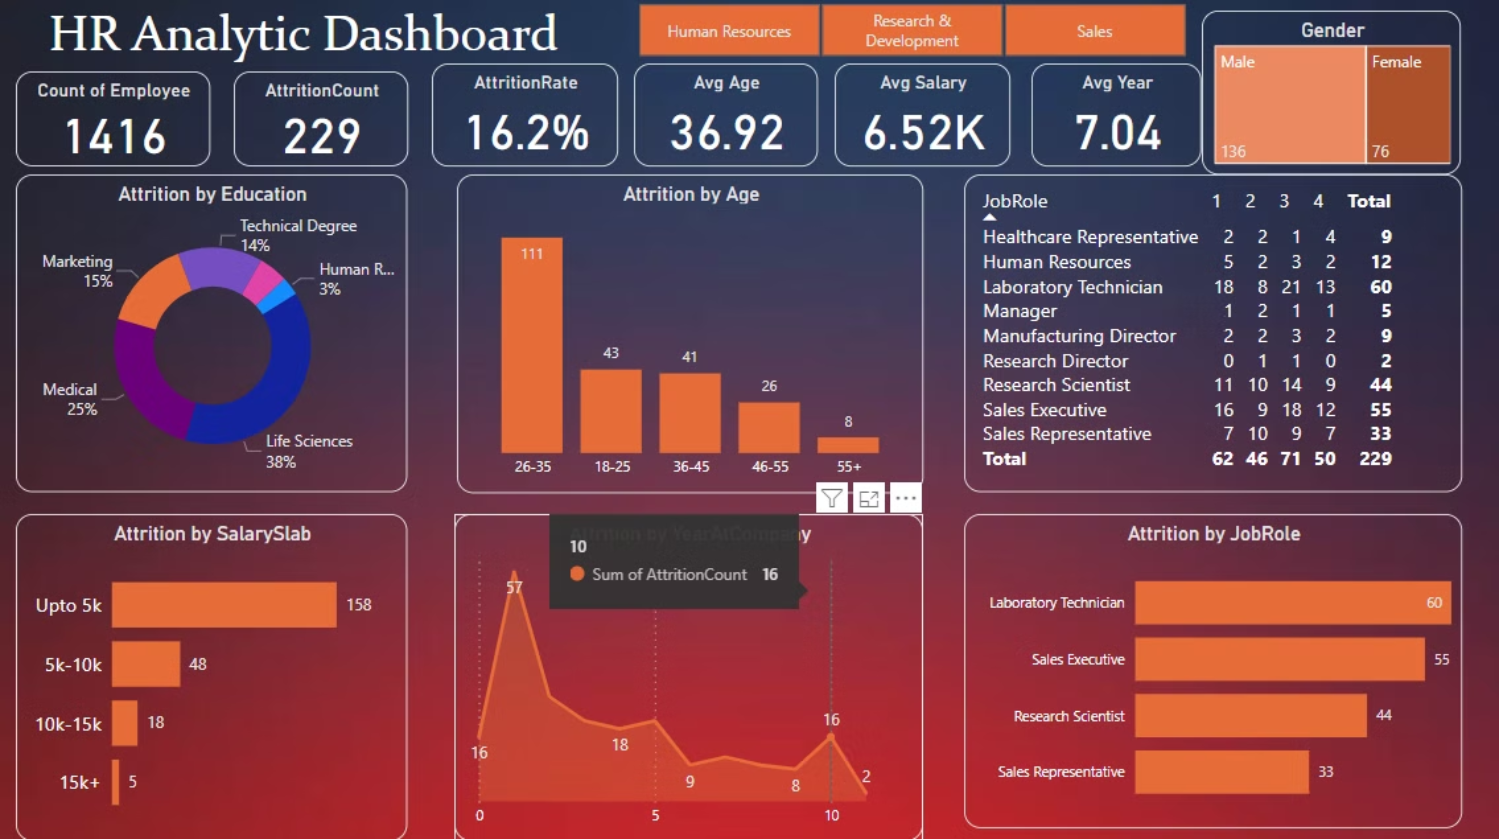 HR Analytic Dashboard
Human Resources
Research &
Development
Sales
Gender
Male
Female
136
76
Count of Employee
1416
AttritionCount
229
AttritionRate
16.2%
Avg Age
36.92
Avg Salary
6.52K
Avg Year
7.04
Attrition by Education
Technical Degree
14%
Marketing
15%
Human R...
3%
Medical
25%
Life Sciences
38%
Attrition by Age
111
43
41
26
8
26-35
18-25
36-45
46-55
55+
JobRole 1 2 3 4 Total
Healthcare Representative 2 2 1 4 9
Human Resources 5 2 3 2 12
Laboratory Technician 18 8 21 13 60
Manager 1 2 1 1 5
Manufacturing Director 2 2 3 2 9
Research Director 0 1 1 0 2
Research Scientist 11 10 14 9 44
Sales Executive 16 9 18 12 55
Sales Representative 7 10 9 7 33
Total 62 46 71 50 229
Attrition by SalarySlab
Upto 5k 158
5k-10k 48
10k-15k 18
15k+ 5
Attrition by YearAtCompany
10
Sum of AttritionCount 16
57
16
18
9
8
16
2
0
5
10
Attrition by JobRole
Laboratory Technician 60
Sales Executive 55
Research Scientist 44
Sales Representative 33